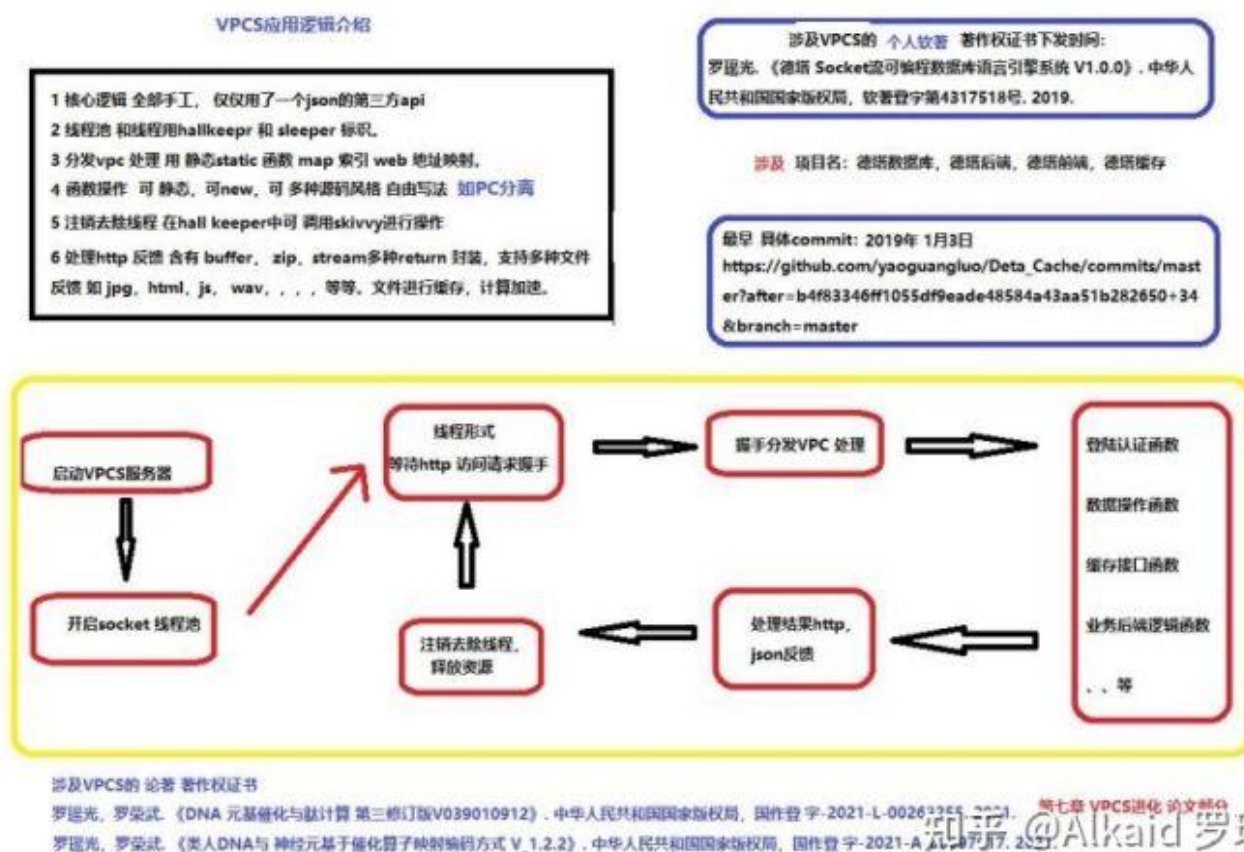 VPCS应用逻辑介绍
1 核心逻辑 全部手工， 仅仅用了一个json的第三方api
2 线程池 和线程用hallkeepr 和 sleeper 标识。
3 分发vpc 处理 用 静态static 函数 map 索引 web 地址映射。
4 函数操作 可 静态，可new，可 多种源码风格 自由写法 如PC分离
5 注销去除线程 在hall keeper中可 调用skivvy进行操作
6 处理http 反馈 含有 buffer， zip，stream多种return 封装，支持多种文件
反馈 如 jpg，html，js， wav，，，，等等。文件进行缓存，计算加速。
涉及VPCS的 个人软著 著作权证书下发时间：
罗瑶光. 《德塔 Socket流可编程数据库语言引擎系统 V1.0.0》. 中华人
民共和国国家版权局，软著登字第4317518号. 2019.
涉及 项目名：德塔数据库，德塔后端，德塔前端，德塔缓存
最早 具体commit：2019年 1月3日
https://github.com/yaoguangluo/Deta_Cache/commits/mast
er?after=b4f83346ff1055df9eade48584a43aa51b282650+34
&branch=master
启动VPCS服务器
开启socket 线程池
线程形式
等待http 访问请求握手
握手分发VPC 处理
登陆认证函数
数据操作函数
缓存接口函数
业务后端逻辑函数
、、等
处理结果http，
json反馈
注销去除线程，
释放资源
涉及VPCS的 论著 著作权证书
罗瑶光，罗荣武. 《DNA 元基催化与肽计算 第三修订版V039010912》. 中华人民共和国国家版权局，国作登 字-2021-L-00263255, 2021.
第七章 VPCS进化 论文部分
罗瑶光，罗荣武. 《类人DNA与 神经元基于催化算子映射编码方式 V_1.2.2》. 中华人民共和国国家版权局，国作登 字-2021-A
知乎 @Alkaid 罗瑶